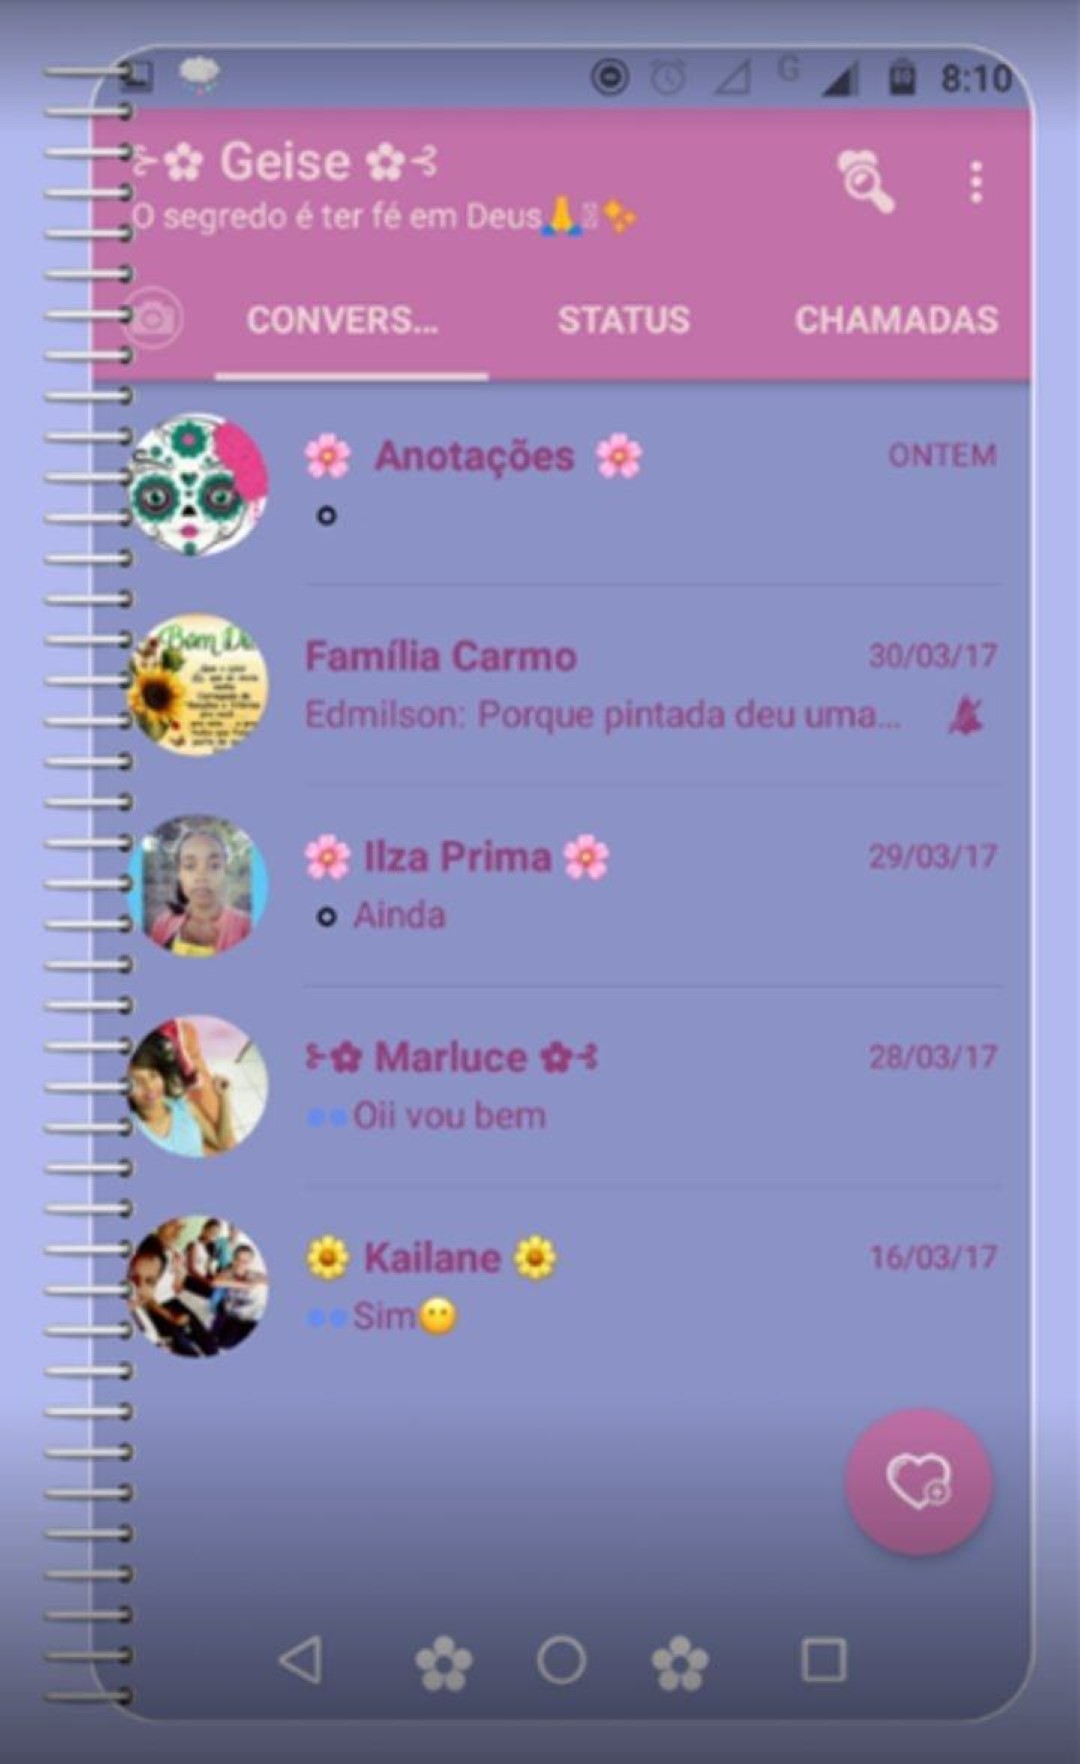 G 8:10
⊱✿ Geise ✿⊰
O segredo é ter fé em Deus🙏✨
CONVERS... STATUS CHAMADAS
🌸 Anotações 🌸 ONTEM
Bom
Família Carmo 30/03/17
Edmilson: Porque pintada deu uma...
🌸 Ilza Prima 🌸 29/03/17
Ainda
⊱✿ Marluce ✿⊰ 28/03/17
Oii vou bem
🌼 Kailane 🌼 16/03/17
Sim😶